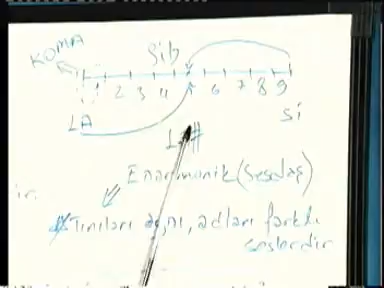 KOMA Sib
1 2 3 4 6 7 8 9
LA Si
Enarmonik (Sesdaş)
Tınıları aynı, adları farklı
seslerdir